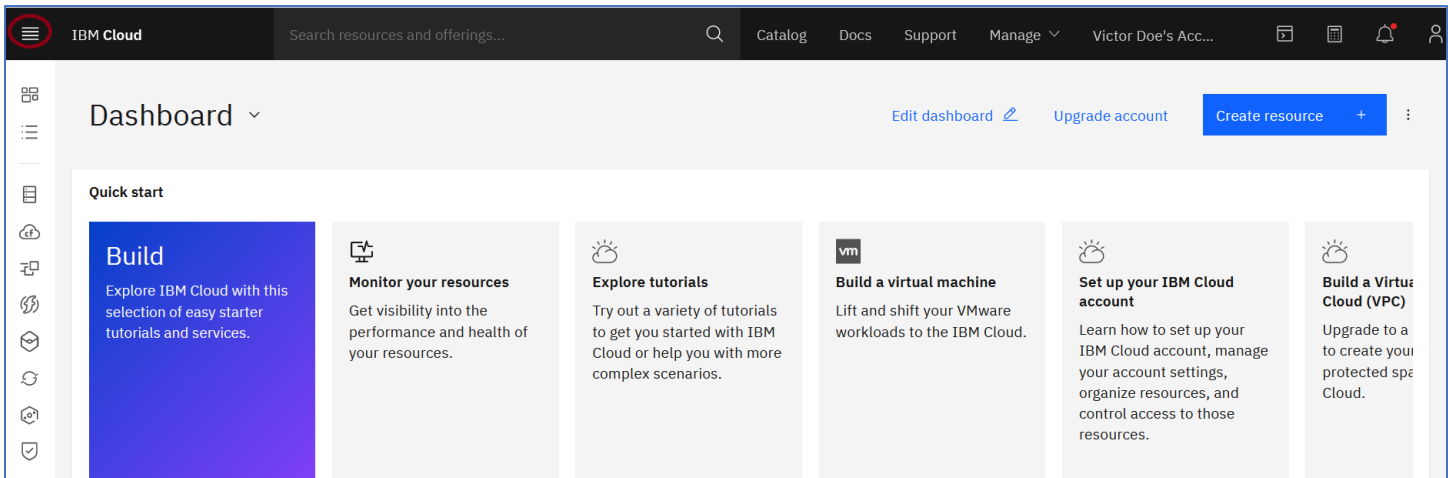 IBM Cloud
Search resources and offerings...
Catalog
Docs
Support
Manage
Victor Doe's Acc...
Dashboard
Edit dashboard
Upgrade account
Create resource +
Quick start
Build
Explore IBM Cloud with this
selection of easy starter
tutorials and services.
Monitor your resources
Get visibility into the
performance and health of
your resources.
Explore tutorials
Try out a variety of tutorials
to get you started with IBM
Cloud or help you with more
complex scenarios.
vm
Build a virtual machine
Lift and shift your VMware
workloads to the IBM Cloud.
Set up your IBM Cloud
account
Learn how to set up your
IBM Cloud account, manage
your account settings,
organize resources, and
control access to those
resources.
Build a
Cloud (VPC)
Upgrade to a
to create
protected
Cloud.
cf